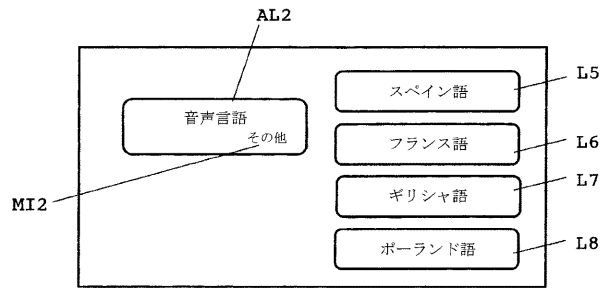 AL2
音声言語
その他
MI2
スペイン語
L5
フランス語
L6
ギリシャ語
L7
ポーランド語
L8